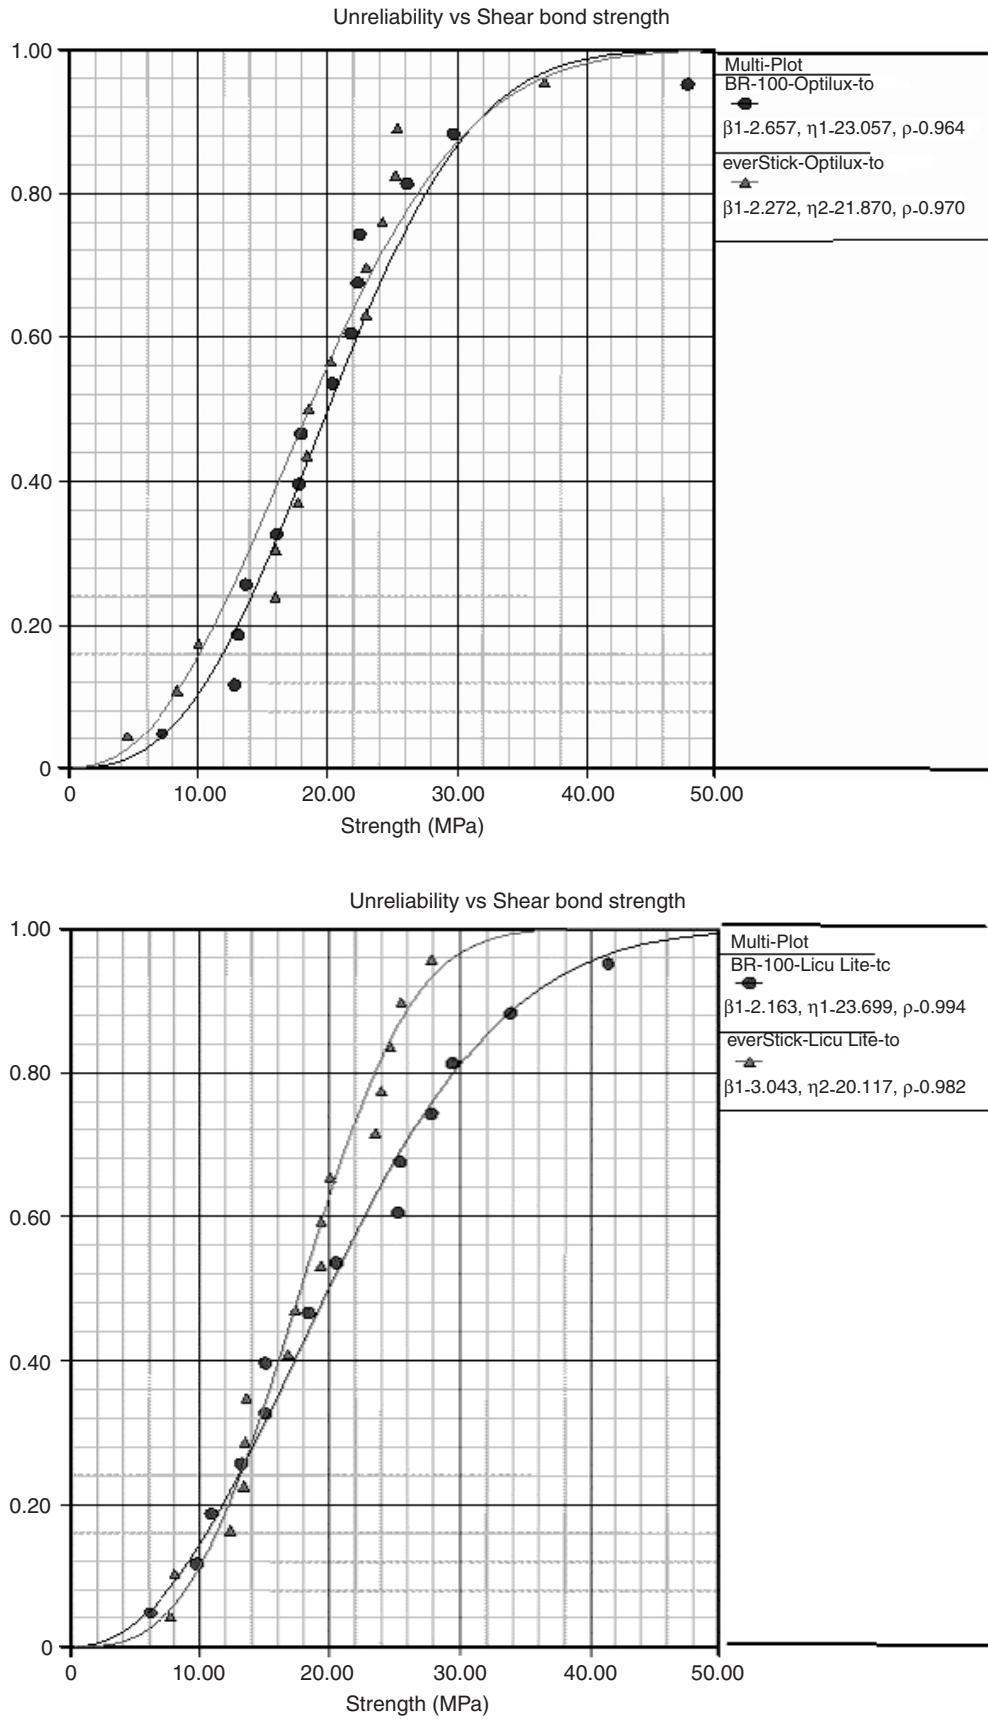 Unreliability vs Shear bond strength
1.00
0.80
0.60
0.40
0.20
0
0 10.00 20.00 30.00 40.00 50.00
Strength (MPa)
Multi-Plot
BR-100-Optilux-to
β1-2.657, η1-23.057, ρ-0.964
everStick-Optilux-to
β1-2.272, η2-21.870, ρ-0.970
Unreliability vs Shear bond strength
1.00
0.80
0.60
0.40
0.20
0
0 10.00 20.00 30.00 40.00 50.00
Strength (MPa)
Multi-Plot
BR-100-Licu Lite-tc
β1-2.163, η1-23.699, ρ-0.994
everStick-Licu Lite-to
β1-3.043, η2-20.117, ρ-0.982